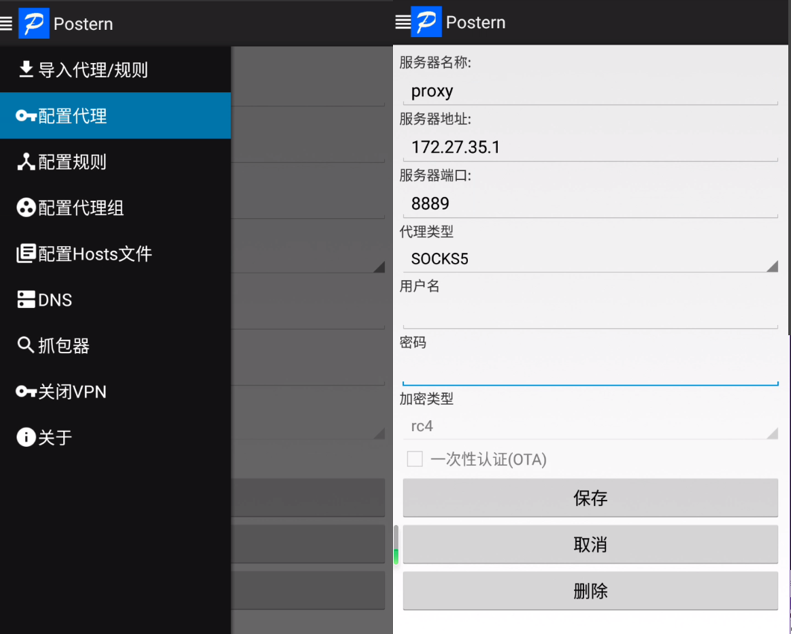 Postern
导入代理/规则
配置代理
配置规则
配置代理组
配置Hosts文件
DNS
抓包器
关闭VPN
关于
Postern
服务器名称:
proxy
服务器地址:
172.27.35.1
服务器端口:
8889
代理类型
SOCKS5
用户名
密码
加密类型
rc4
一次性认证(OTA)
保存
取消
删除